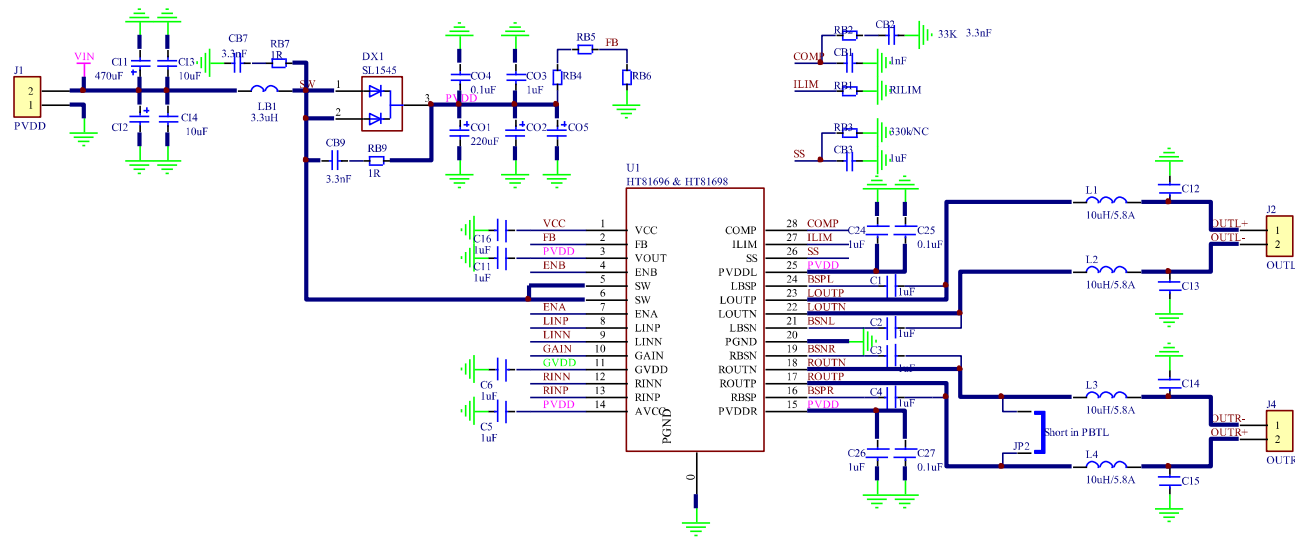 J1
2
1
PVDD
VIN
CI1
470uF
CI2
CI3
10uF
CI4
10uF
CB7
3.3nF
RB7
1R
LB1
3.3uH
SW
DX1
SL1545
1
2
3
CB9
3.3nF
RB9
1R
PVDD
CO4
0.1uF
CO1
220uF
CO3
1uF
CO2
CO5
RB5
FB
RB4
RB6
RB2
CB2
33K 3.3nF
COMP
CB1
1nF
ILIM
RB1
RILIM
RB3
330k/NC
SS
CB3
1uF
U1
HT81696 & HT81698
VCC 1 VCC
FB 2 FB
PVDD 3 VOUT
ENB 4 ENB
5 SW
6 SW
ENA 7 ENA
LINP 8 LINP
LINN 9 LINN
GAIN 10 GAIN
GVDD 11 GVDD
RINN 12 RINN
RINP 13 RINP
PVDD 14 AVCC
PGND
0
C16
1uF
C11
1uF
C6
1uF
C5
1uF
COMP 28 COMP
ILIM 27 ILIM
SS 26 SS
PVDDL 25 PVDD
LBSP 24 BSPL
LOUTP 23 LOUTP
LOUTN 22 LOUTN
LBSN 21 BSNL
PGND 20
RBSN 19 BSNR
ROUTN 18 ROUTN
ROUTP 17 ROUTP
RBSP 16 BSPR
PVDDR 15 PVDD
C24
1uF
C25
0.1uF
C1
1uF
C2
1uF
C3
1uF
C4
1uF
C26
1uF
C27
0.1uF
L1
10uH/5.8A
C12
L2
10uH/5.8A
C13
OUTL+
OUTL-
J2
1
2
OUTL
L3
10uH/5.8A
C14
JP2
Short in PBTL
L4
10uH/5.8A
C15
OUTR-
OUTR+
J4
1
2
OUTR